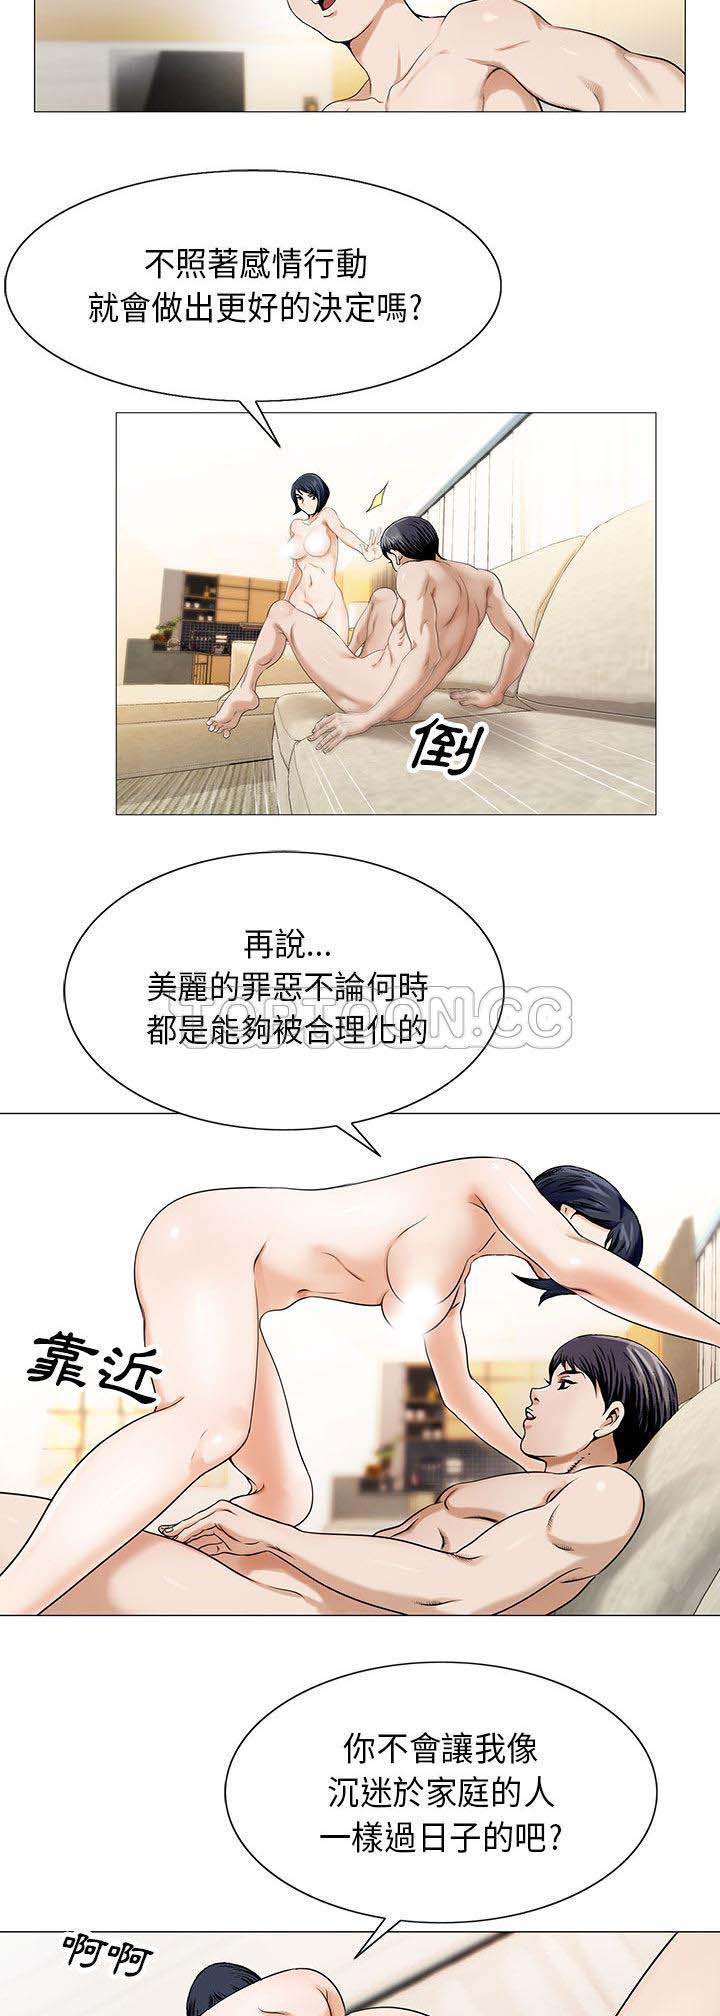 不照著感情行動
就會做出更好的決定嗎?
倒
再說...
美麗的罪惡不論何時
都是能夠被合理化的
TOPTOON.CC
靠近
你不會讓我像
沉迷於家庭的人
一樣過日子的吧?
啊啊